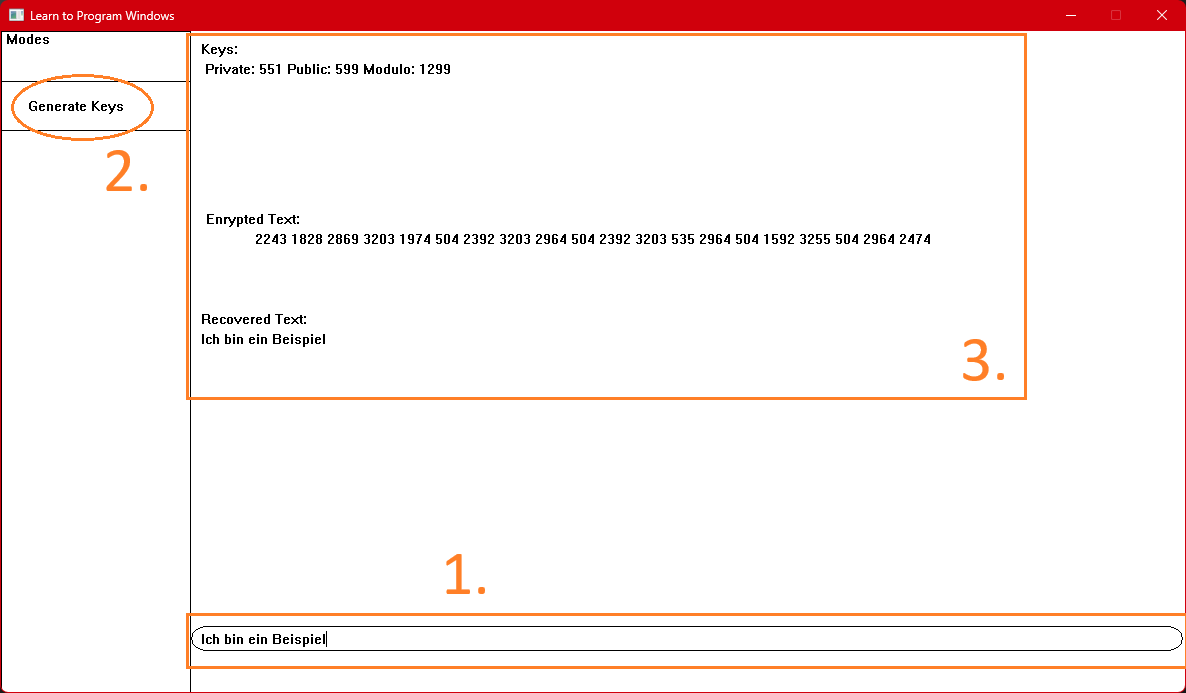 Learn to Program Windows
Modes
Generate Keys
2.
Keys:
Private: 551 Public: 599 Modulo: 1299
Enrypted Text:
2243 1828 2869 3203 1974 504 2392 3203 2964 504 2392 3203 535 2964 504 1592 3255 504 2964 2474
Recovered Text:
Ich bin ein Beispiel
3.
1.
Ich bin ein Beispiel